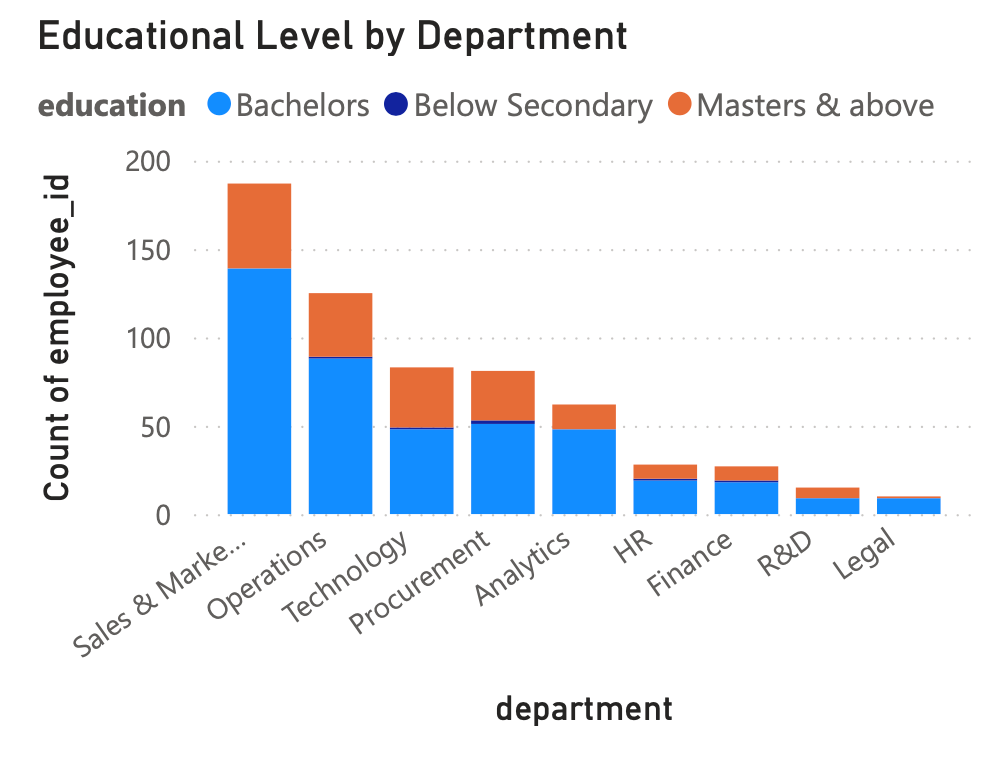 Educational Level by Department
education Bachelors Below Secondary Masters & above
Count of employee_id
200
150
100
50
0
Sales & Marke...
Operations
Technology
Procurement
Analytics
HR
Finance
R&D
Legal
department